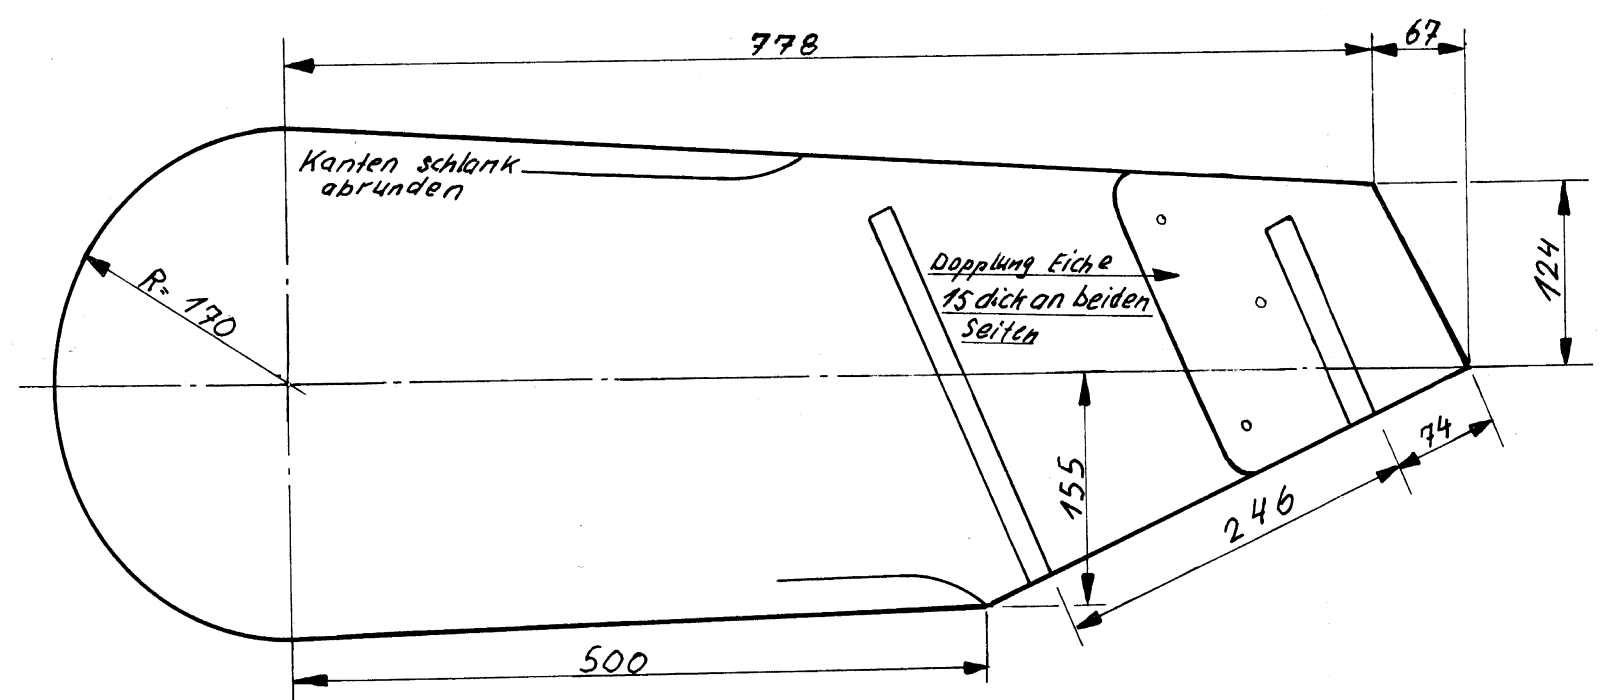 778
67
Kanten schlank
abrunden
R= 170
Dopplung Eiche
15 dick an beiden
Seiten
124
155
74
246
500